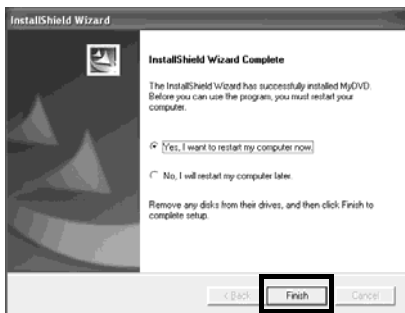 InstallShield Wizard
InstallShield Wizard Complete
The InstallShield Wizard has successfully installed MyDVD.
Before you can use the program, you must restart your
computer.
Yes, I want to restart my computer now.
No, I will restart my computer later.
Remove any disks from their drives, and then click Finish to
complete setup.
< Back Finish Cancel